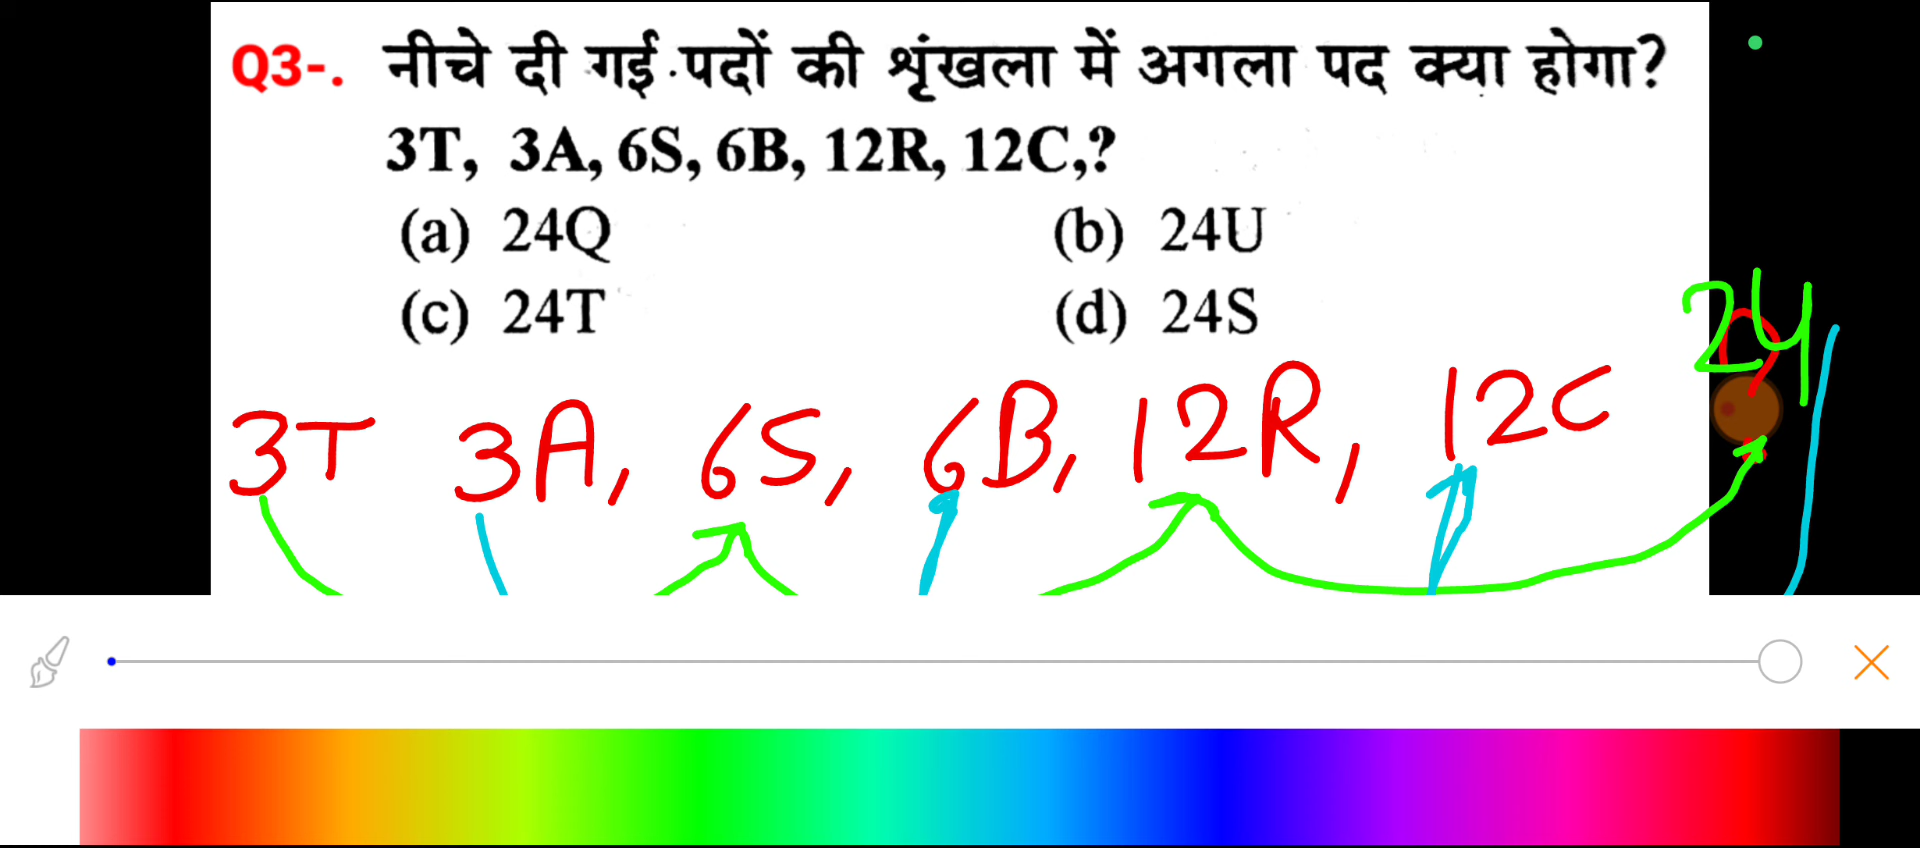 Q3-. नीचे दी गई पदों की श्रृंखला में अगला पद क्या होगा?
3T, 3A, 6S, 6B, 12R, 12C,?
(a) 24Q (b) 24U
(c) 24T (d) 24S
24
3T 3A, 6S, 6B, 12R, 12C